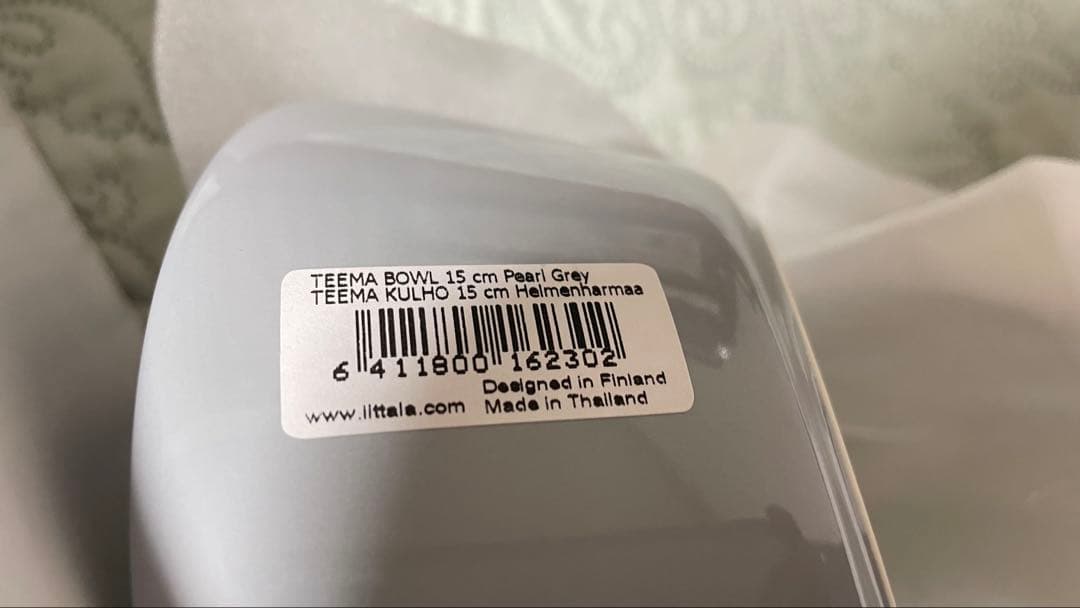 TEEMA BOWL 15 cm Pearl Grey
TEEMA KULHO 15 cm Helmenharmaa
6 411800 162302
Designed in Finland
www.iittala.com Made in Thailand